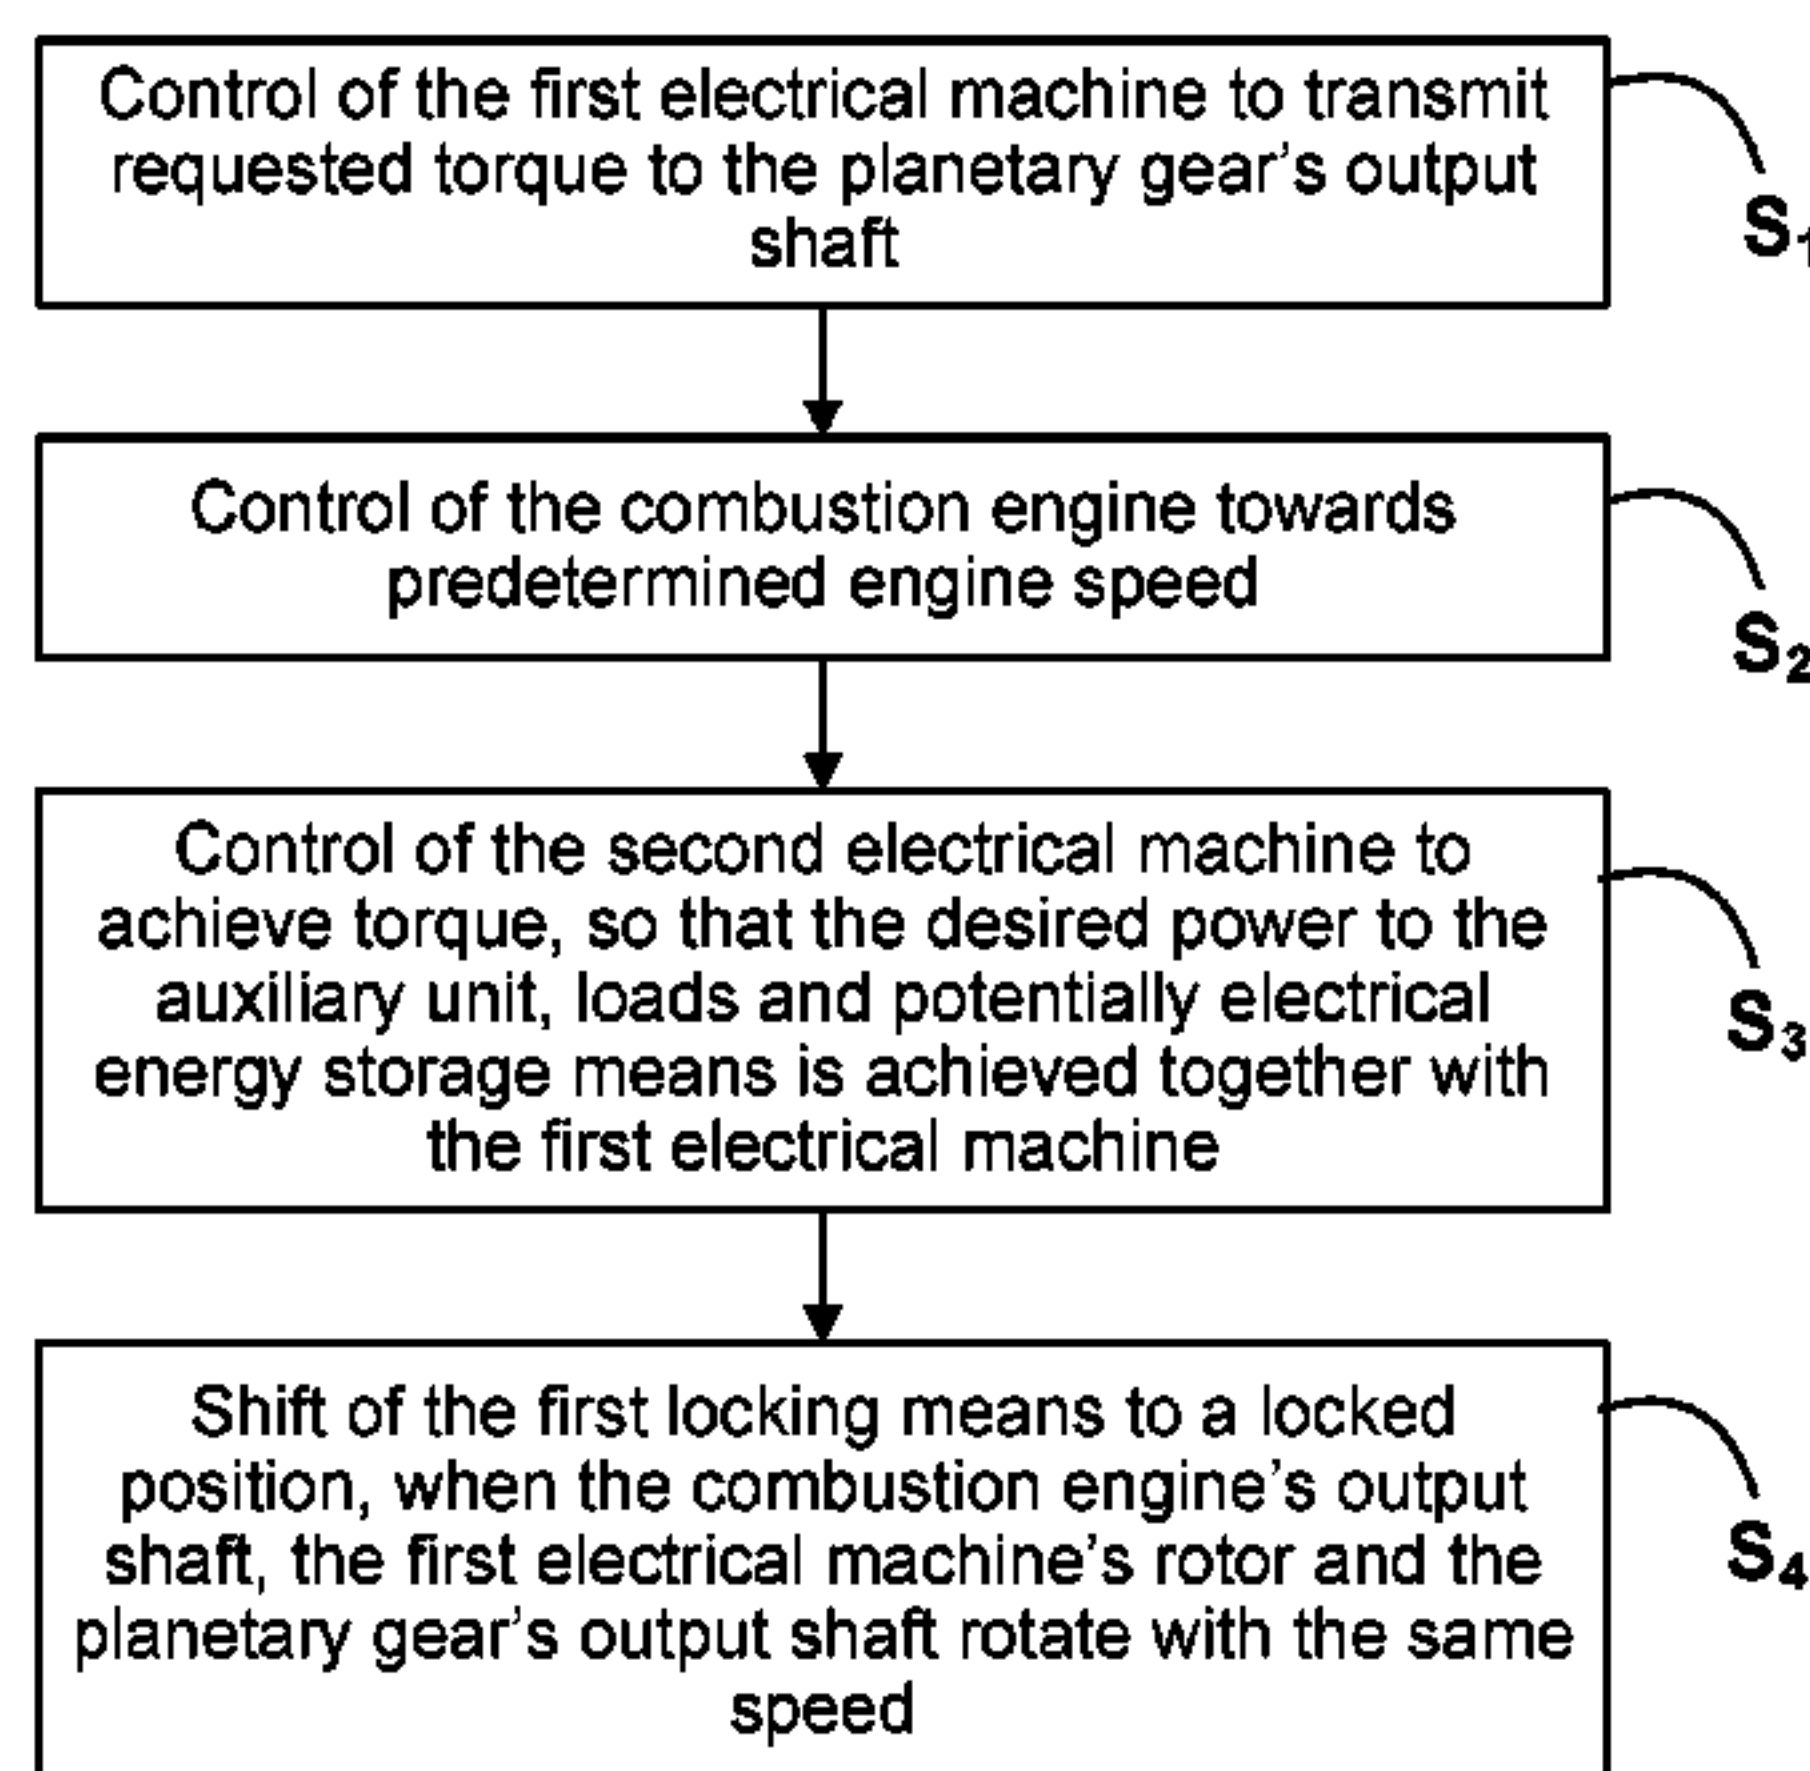 Control of the first electrical machine to transmit
requested torque to the planetary gear's output
shaft
S1
Control of the combustion engine towards
predetermined engine speed
S2
Control of the second electrical machine to
achieve torque, so that the desired power to the
auxiliary unit, loads and potentially electrical
energy storage means is achieved together with
the first electrical machine
S3
Shift of the first locking means to a locked
position, when the combustion engine's output
shaft, the first electrical machine's rotor and the
planetary gear's output shaft rotate with the same
speed
S4